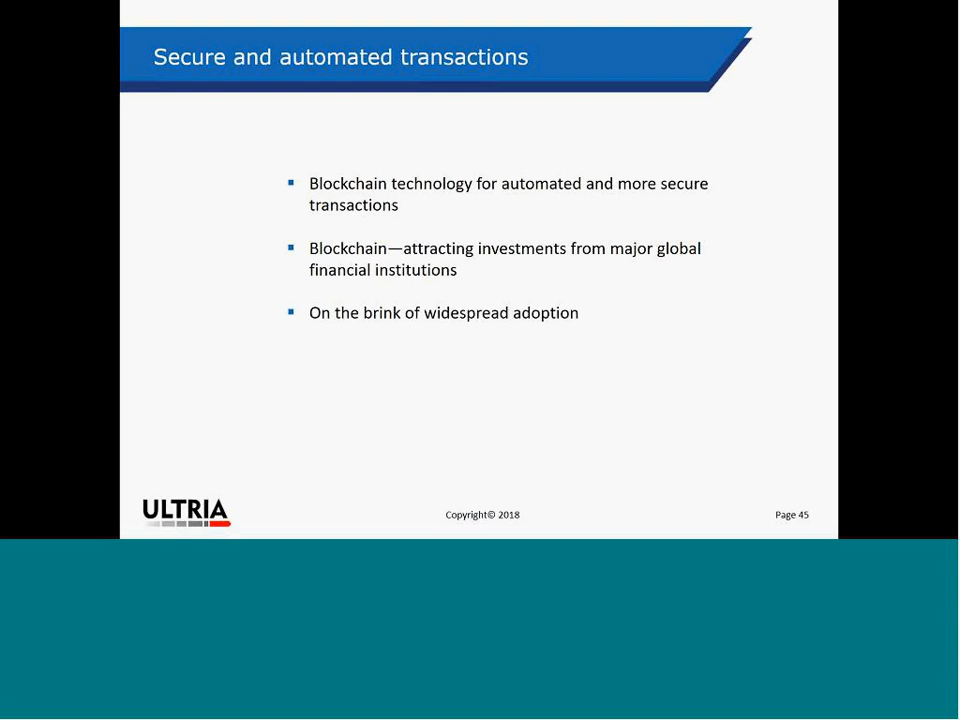 Secure and automated transactions
Blockchain technology for automated and more secure
transactions
Blockchain—attracting investments from major global
financial institutions
On the brink of widespread adoption
ULTRIA
Copyright© 2018
Page 45